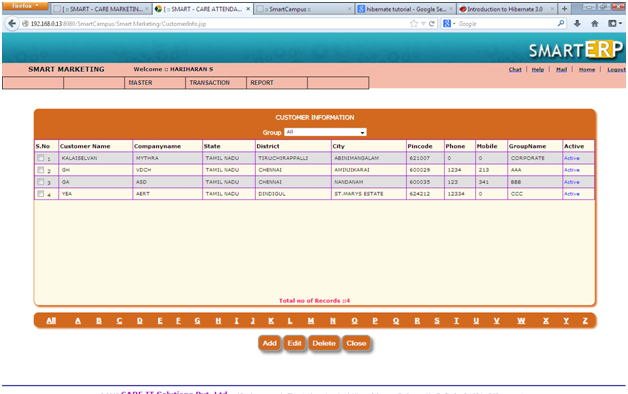 Firefox
[ :: SMART - CARE MARKETIN... × [ :: SMART - CARE ATTENDA... × :: SmartCampus :: × hibernate tutorial - Google Se... × Introduction to Hibernate 3.0 × +
192.168.0.13:8080/SmartCampus/Smart Marketing/CustomerInfo.jsp Google
SMARTERP
SMART MARKETING Welcome :: HARIHARAN S Chat | Help | Mail | Home | Logout
MASTER TRANSACTION REPORT
CUSTOMER INFORMATION
Group All
S.No Customer Name Companyname State District City Pincode Phone Mobile GroupName Active
1 KALAISELVAN MYTHRA TAMIL NADU TIRUCHIRAPPALLI ABINIMANGALAM 621007 0 0 CORPORATE Active
2 GH VDCH TAMIL NADU CHENNAI AMINJIKARAI 600029 1234 213 AAA Active
3 GA ASD TAMIL NADU CHENNAI NANDANAM 600035 123 341 BBB Active
4 YEA AERT TAMIL NADU DINDIGUL ST.MARYS ESTATE 624212 12334 0 CCC Active
Total no of Records ::4
All A B C D E F G H I J K L M N O P Q R S T U V W X Y Z
Add Edit Delete Close
CARE IT Solutions Pvt. Ltd